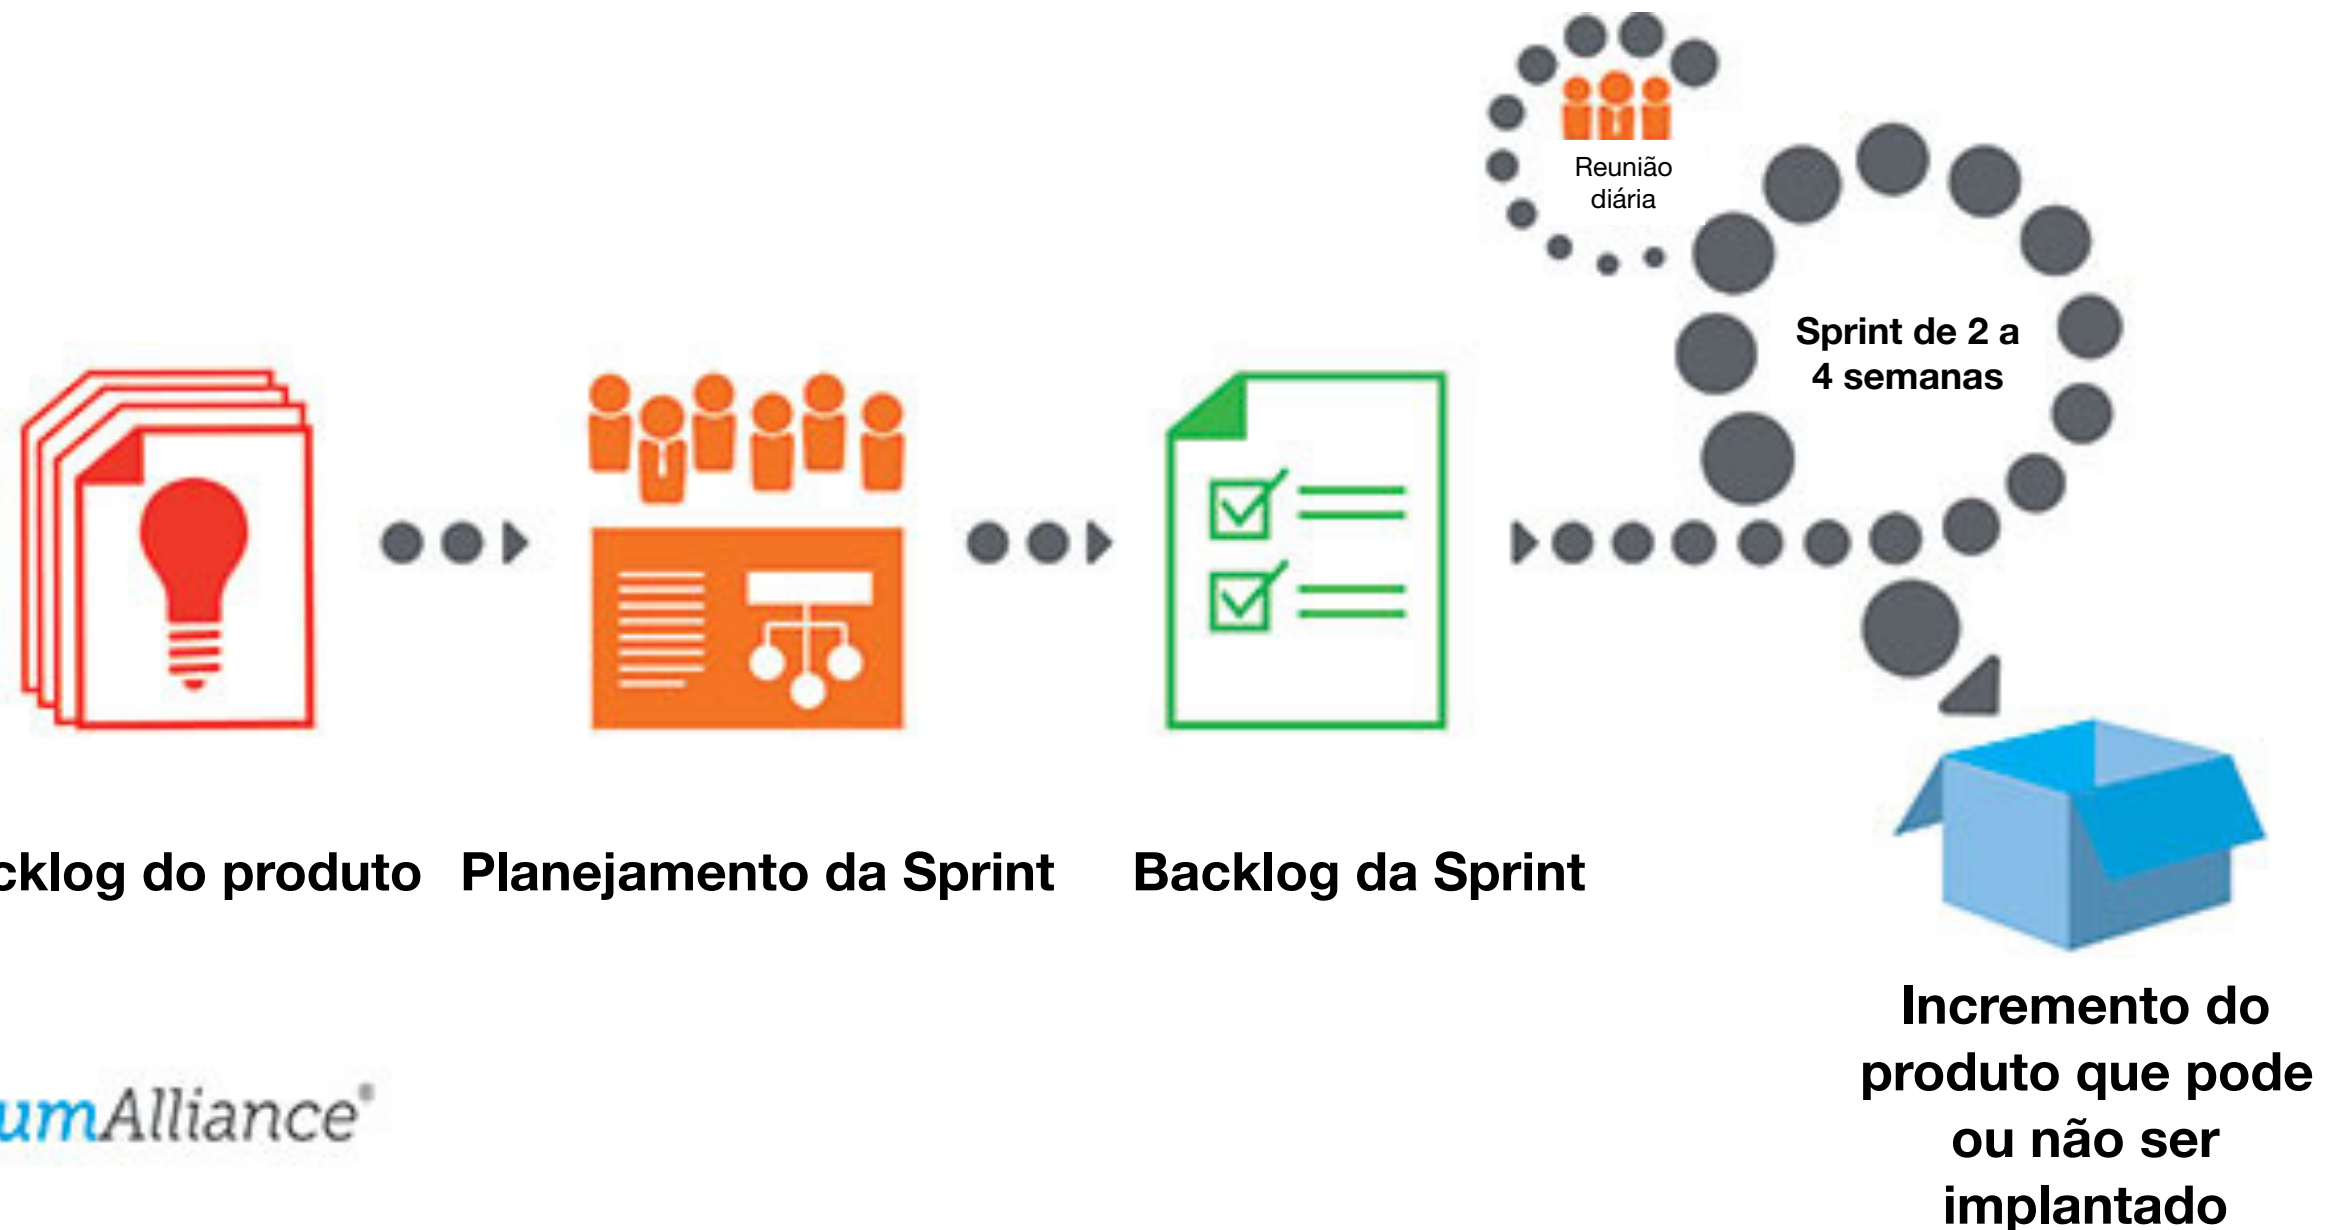 Reunião
diária
Sprint de 2 a
4 semanas
cklog do produto
Planejamento da Sprint
Backlog da Sprint
Incremento do
produto que pode
ou não ser
implantado
umAlliance®